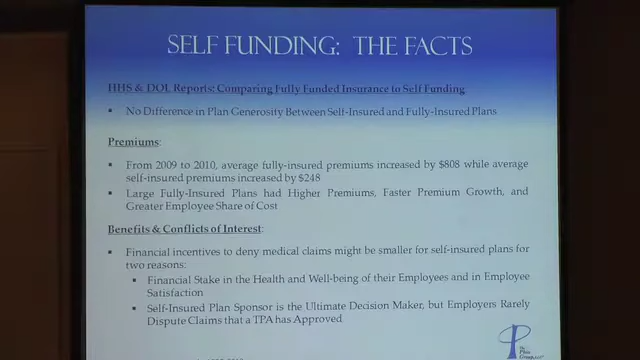 SELF FUNDING: THE FACTS
HHS & DOL Reports: Comparing Fully Funded Insurance to Self Funding
▪ No Difference in Plan Generosity Between Self-Insured and Fully-Insured Plans
Premiums:
▪ From 2009 to 2010, average fully-insured premiums increased by $808 while average
self-insured premiums increased by $248
▪ Large Fully-Insured Plans had Higher Premiums, Faster Premium Growth, and
Greater Employee Share of Cost
Benefits & Conflicts of Interest:
▪ Financial incentives to deny medical claims might be smaller for self-insured plans for
two reasons:
▪ Financial Stake in the Health and Well-being of their Employees and in Employee
Satisfaction
▪ Self-Insured Plan Sponsor is the Ultimate Decision Maker, but Employers Rarely
Dispute Claims that a TPA has Approved
The
Phia